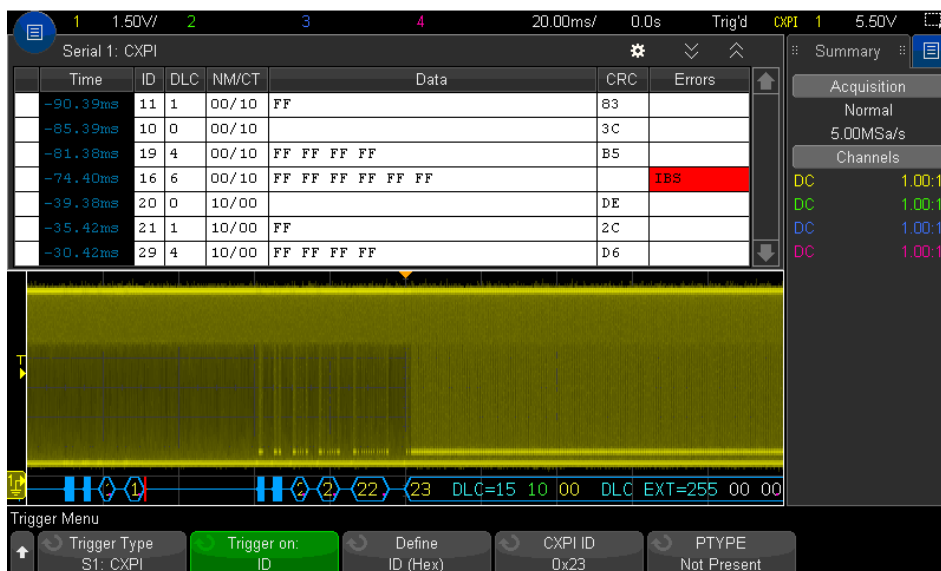 1 1.50V/ 2 3 4 20.00ms/ 0.0s Trig'd CXPI 1 5.50V
Serial 1: CXPI
Summary
Time ID DLC NM/CT Data CRC Errors
-90.39ms 11 1 00/10 FF 83
-85.39ms 10 0 00/10 3C
-81.38ms 19 4 00/10 FF FF FF FF B5
-74.40ms 16 6 00/10 FF FF FF FF FF FF IBS
-39.38ms 20 0 10/00 DE
-35.42ms 21 1 10/00 FF 2C
-30.42ms 29 4 10/00 FF FF FF FF D6
Acquisition
Normal
5.00MSa/s
Channels
DC 1.00:1
DC 1.00:1
DC 1.00:1
DC 1.00:1
T
1 2 2 22 23 DLC=15 10 00 DLC EXT=255 00 00
Trigger Menu
Trigger Type
S1: CXPI
Trigger on:
ID
Define
ID (Hex)
CXPI ID
0x23
PTYPE
Not Present